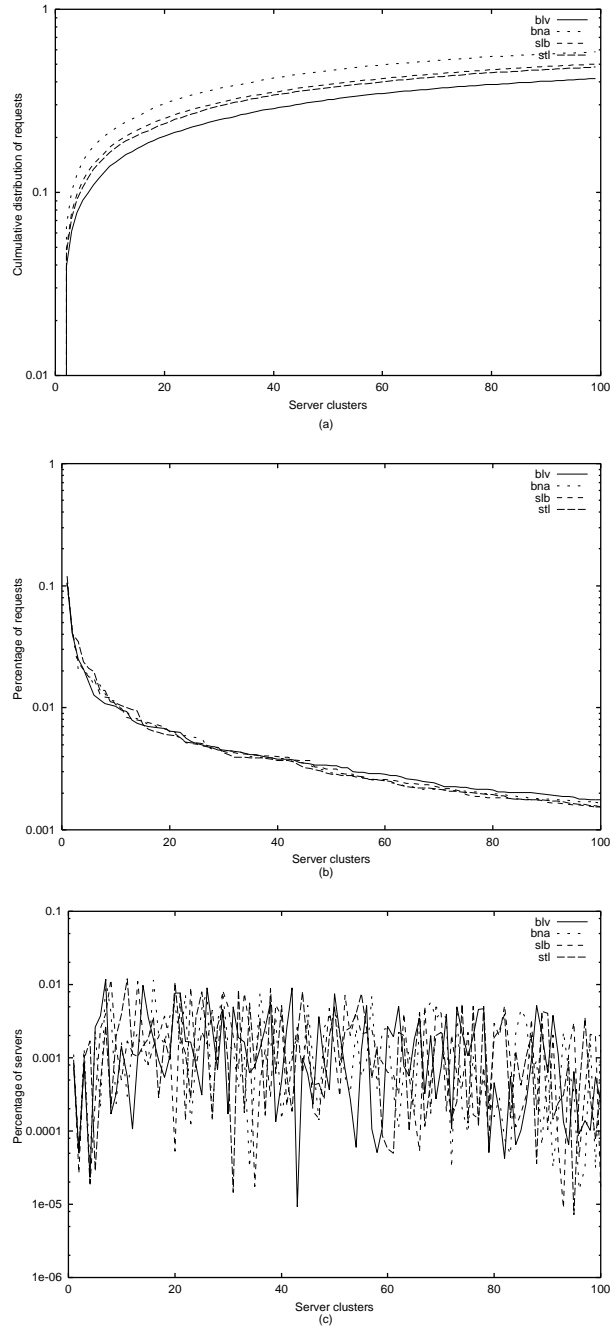 1
0.1
0.01
0
20
40
60
80
100
Culmulative distribution of requests
Server clusters
blv
bna
slb
stl
(a)
1
0.1
0.01
0.001
0
20
40
60
80
100
Percentage of requests
Server clusters
blv
bna
slb
stl
(b)
0.1
0.01
0.001
0.0001
1e-05
1e-06
0
20
40
60
80
100
Percentage of servers
Server clusters
blv
bna
slb
stl
(c)